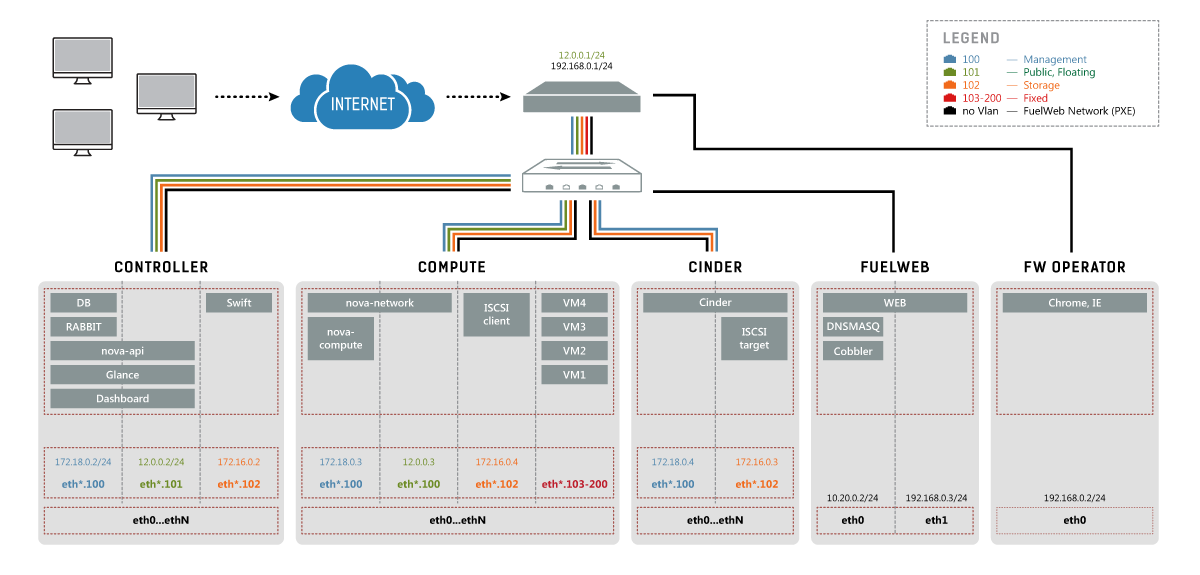 12.0.0.1/24
192.168.0.1/24
INTERNET
LEGEND
100 — Management
101 — Public, Floating
102 — Storage
103-200 — Fixed
no Vlan — FuelWeb Network (PXE)
CONTROLLER
DB
Swift
RABBIT
nova-api
Glance
Dashboard
172.18.0.2/24
12.0.0.2/24
172.16.0.2
eth*.100
eth*.101
eth*.102
eth0...ethN
COMPUTE
nova-network
nova-
compute
ISCSI
client
VM4
VM3
VM2
VM1
172.18.0.3
12.0.0.3
172.16.0.4
eth*.100
eth*.100
eth*.102
eth*.103-200
eth0...ethN
CINDER
Cinder
ISCSI
target
172.18.0.4
172.16.0.3
eth*.100
eth*.102
eth0...ethN
FUELWEB
WEB
DNSMASQ
Cobbler
10.20.0.2/24
192.168.0.3/24
eth0
eth1
FW OPERATOR
Chrome, IE
192.168.0.2/24
eth0